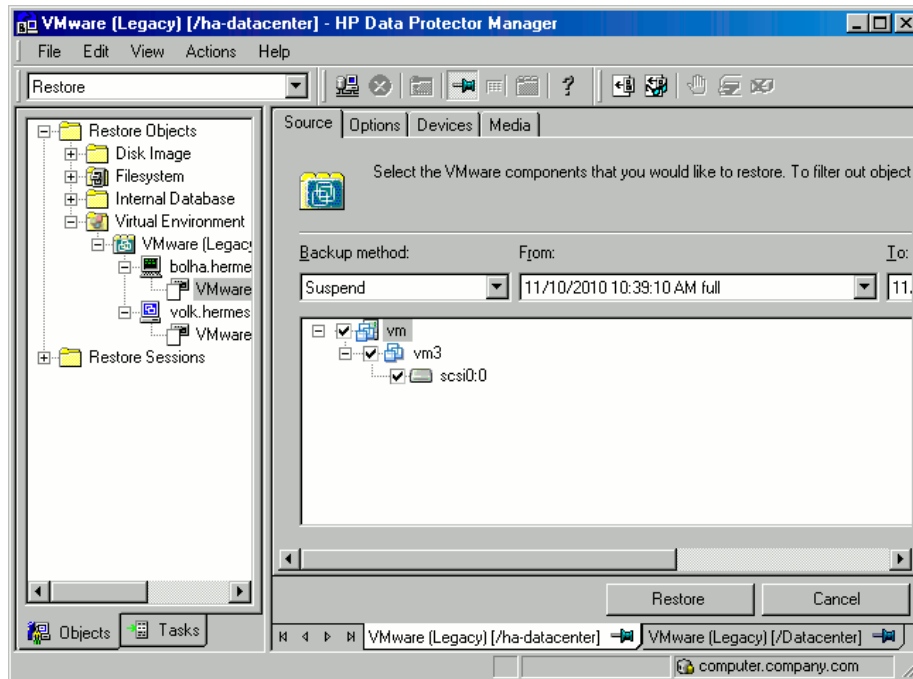 VMware (Legacy) [/ha-datacenter] - HP Data Protector Manager
File Edit View Actions Help
Restore
Restore Objects
Disk Image
Filesystem
Internal Database
Virtual Environment
VMware (Legacy
bolha.herme
VMware
volk.hermes
VMware
Restore Sessions
Objects Tasks
Source Options Devices Media
Select the VMware components that you would like to restore. To filter out object
Backup method: From: To:
Suspend 11/10/2010 10:39:10 AM full 11.
vm
vm3
scsi0:0
Restore Cancel
VMware (Legacy) [/ha-datacenter] VMware (Legacy) [/Datacenter]
computer.company.com